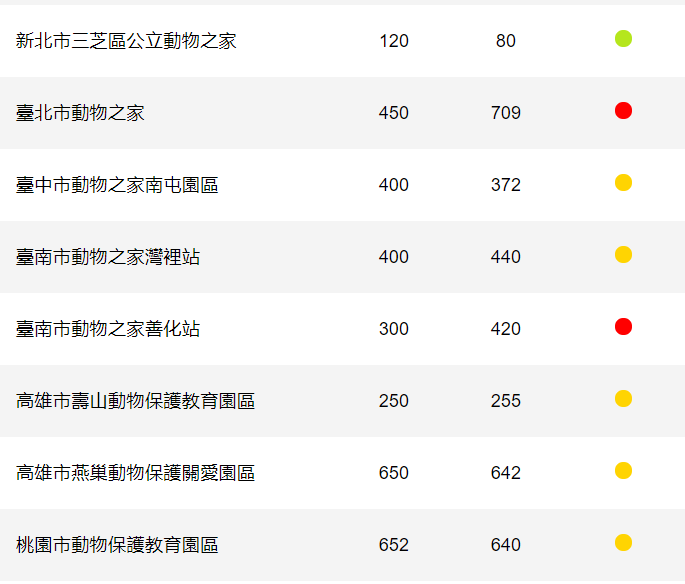 新北市三芝區公立動物之家 120 80
臺北市動物之家 450 709
臺中市動物之家南屯園區 400 372
臺南市動物之家灣裡站 400 440
臺南市動物之家善化站 300 420
高雄市壽山動物保護教育園區 250 255
高雄市燕巢動物保護關愛園區 650 642
桃園市動物保護教育園區 652 640